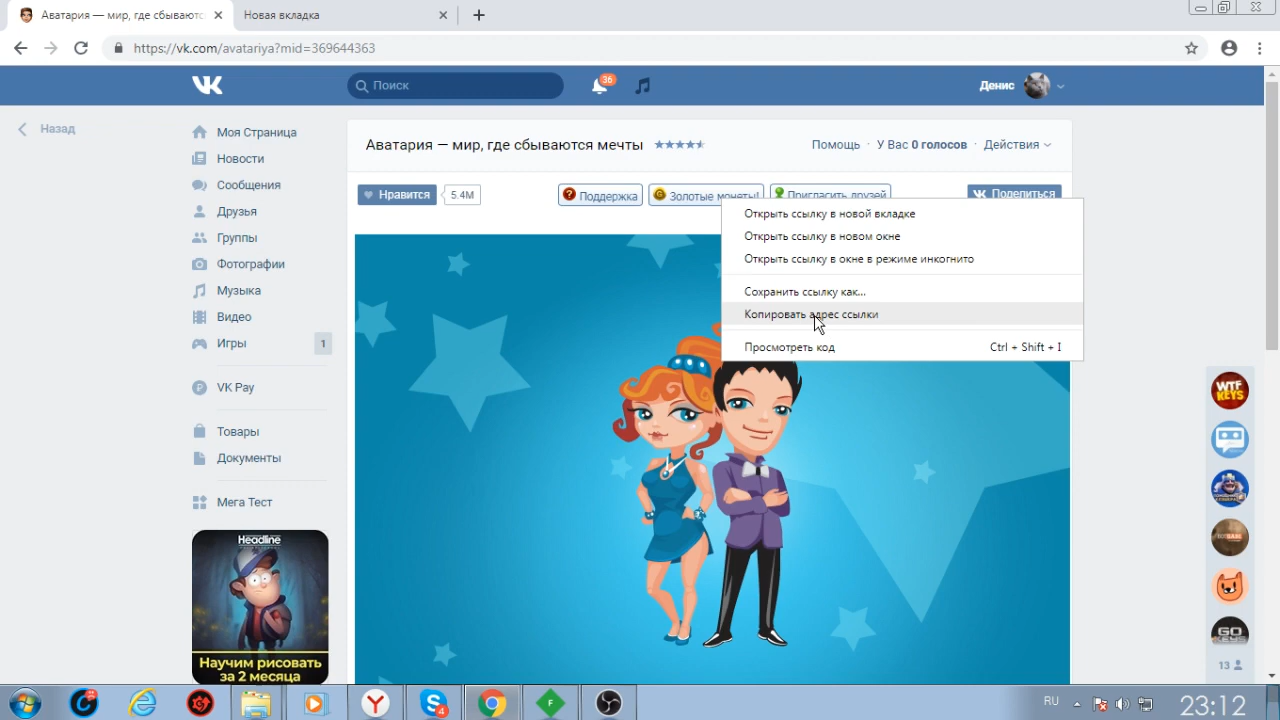 Аватария — мир, где сбываются
Новая вкладка
https://vk.com/avatariya?mid=369644363
Поиск
36
Денис
Назад
Моя Страница
Новости
Сообщения
Друзья
Группы
Фотографии
Музыка
Видео
Игры
1
VK Pay
Товары
Документы
Мега Тест
Аватария — мир, где сбываются мечты
Помощь · У Вас 0 голосов · Действия
Нравится
5.4M
Поддержка
Золотые монеты!
Пригласить друзей
Поделиться
Открыть ссылку в новой вкладке
Открыть ссылку в новом окне
Открыть ссылку в окне в режиме инкогнито
Сохранить ссылку как...
Копировать адрес ссылки
Просмотреть код
Ctrl + Shift + I
Headline
Научим рисовать
за 2 месяца
WTF
KEYS
13
4
RU
23:12